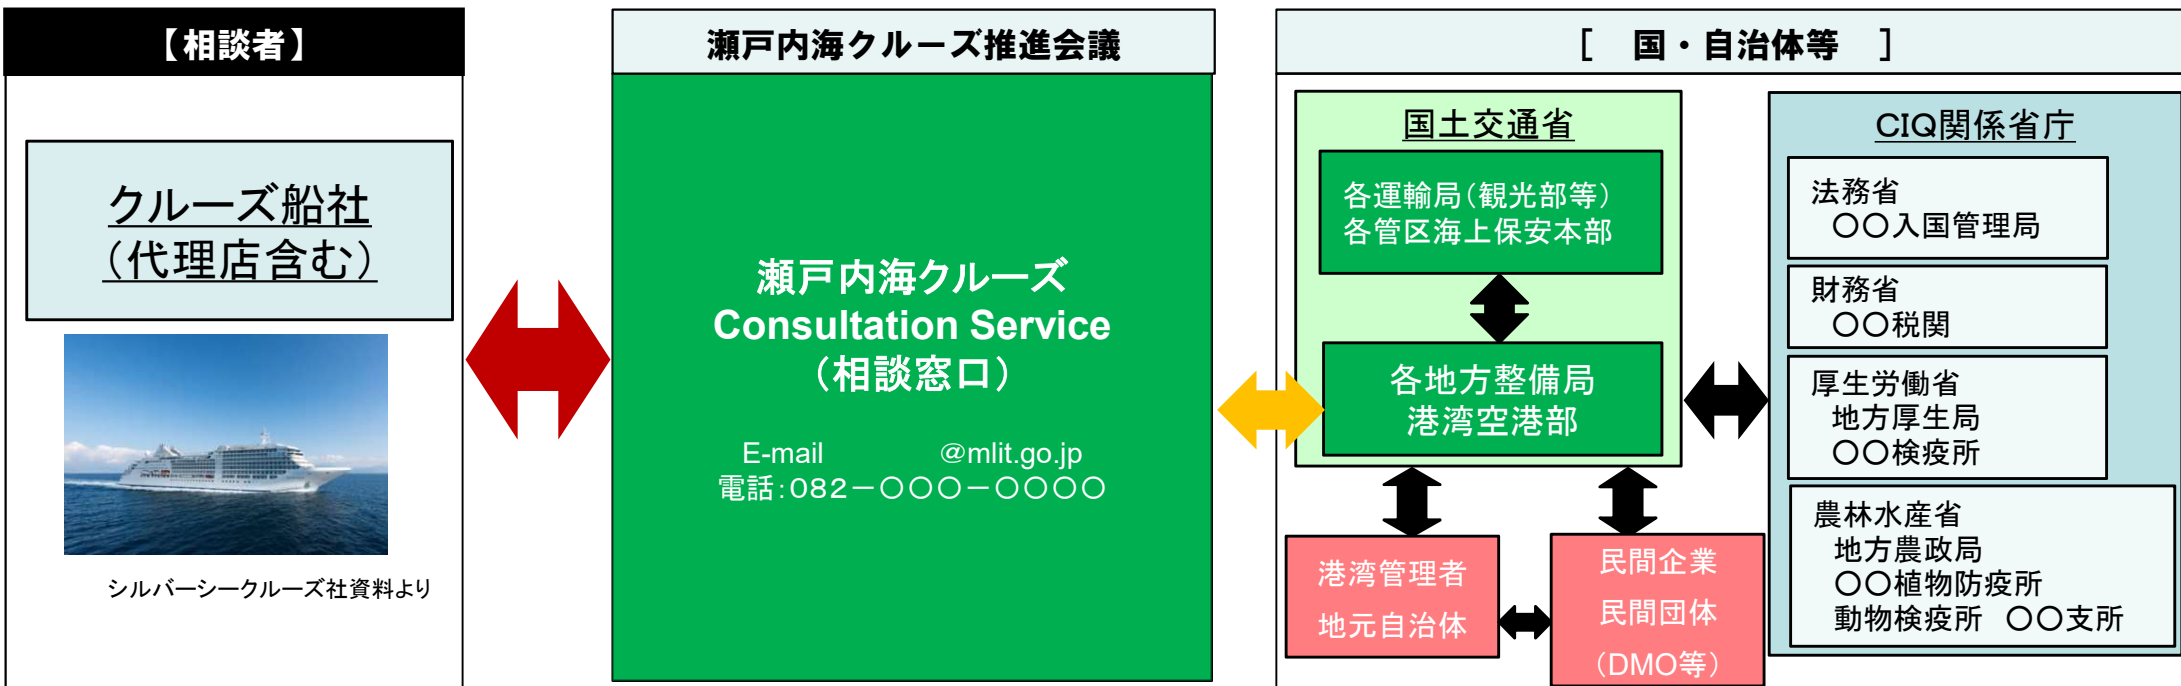 【相談者】
クルーズ船社
（代理店含む）
シルバーシークルーズ社資料より
瀬戸内海クルーズ推進会議
瀬戸内海クルーズ
Consultation Service
（相談窓口）
E-mail　　　　@mlit.go.jp
電話：０８２－〇〇〇－〇〇〇〇
［　国・自治体等　］
国土交通省
各運輸局（観光部等）
各管区海上保安本部
各地方整備局
港湾空港部
港湾管理者
地元自治体
民間企業
民間団体
（DMO等）
CIQ関係省庁
法務省
〇〇入国管理局
財務省
〇〇税関
厚生労働省
地方厚生局
〇〇検疫所
農林水産省
地方農政局
〇〇植物防疫所
動物検疫所　〇〇支所